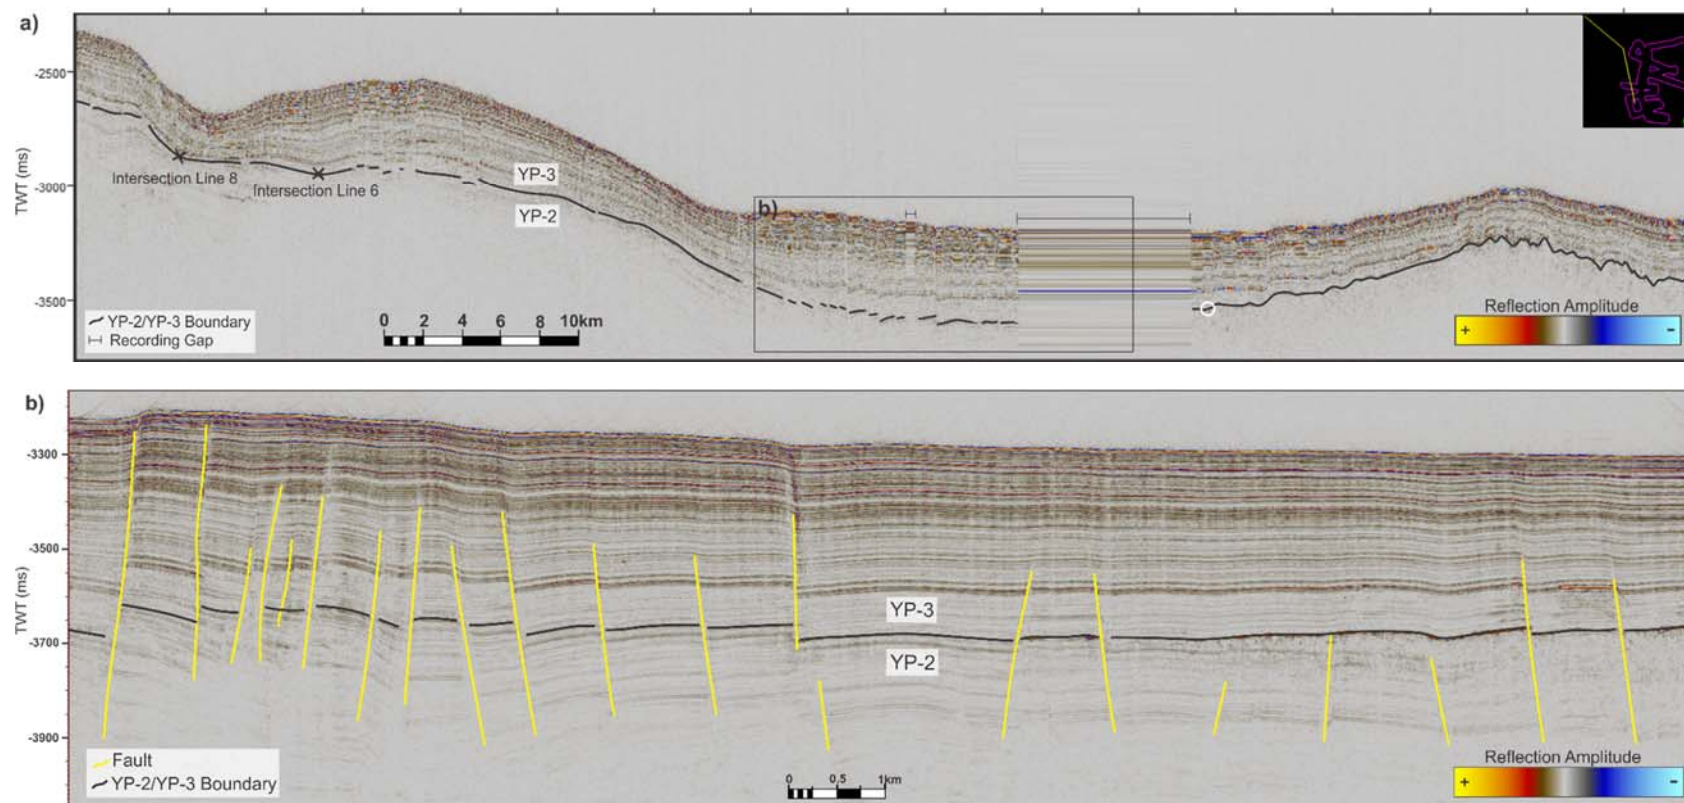 a)
-2500
-3000
-3500
TWT (ms)
Intersection Line 8
Intersection Line 6
YP-3
YP-2
b)
YP-2/YP-3 Boundary
Recording Gap
0 2 4 6 8 10km
Reflection Amplitude
+ -
b)
-3300
-3500
-3700
-3900
TWT (ms)
YP-3
YP-2
Fault
YP-2/YP-3 Boundary
0 0.5 1km
Reflection Amplitude
+ -